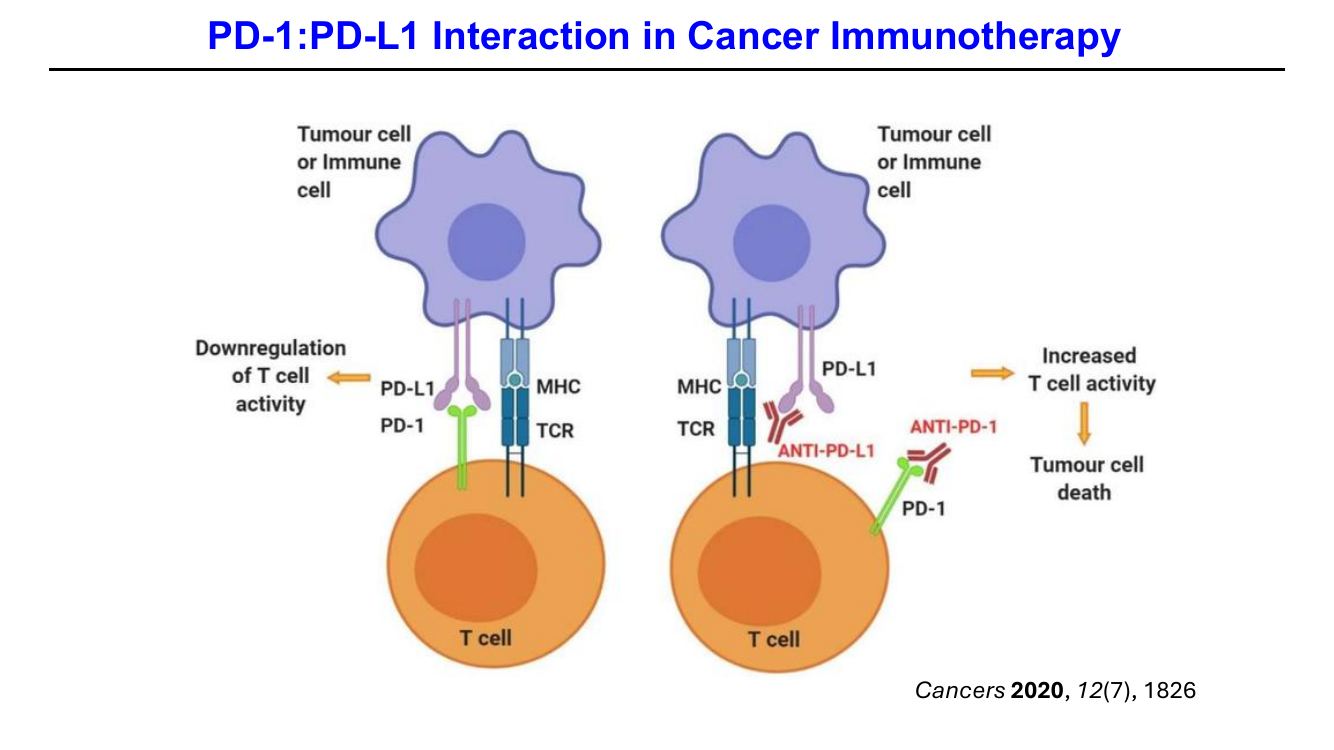 PD-1:PD-L1 Interaction in Cancer Immunotherapy
Tumour cell
or Immune
cell
Downregulation
of T cell
activity
PD-L1
PD-1
MHC
TCR
T cell
Tumour cell
or Immune
cell
MHC
TCR
PD-L1
ANTI-PD-L1
ANTI-PD-1
PD-1
T cell
Increased
T cell activity
Tumour cell
death
Cancers 2020, 12(7), 1826